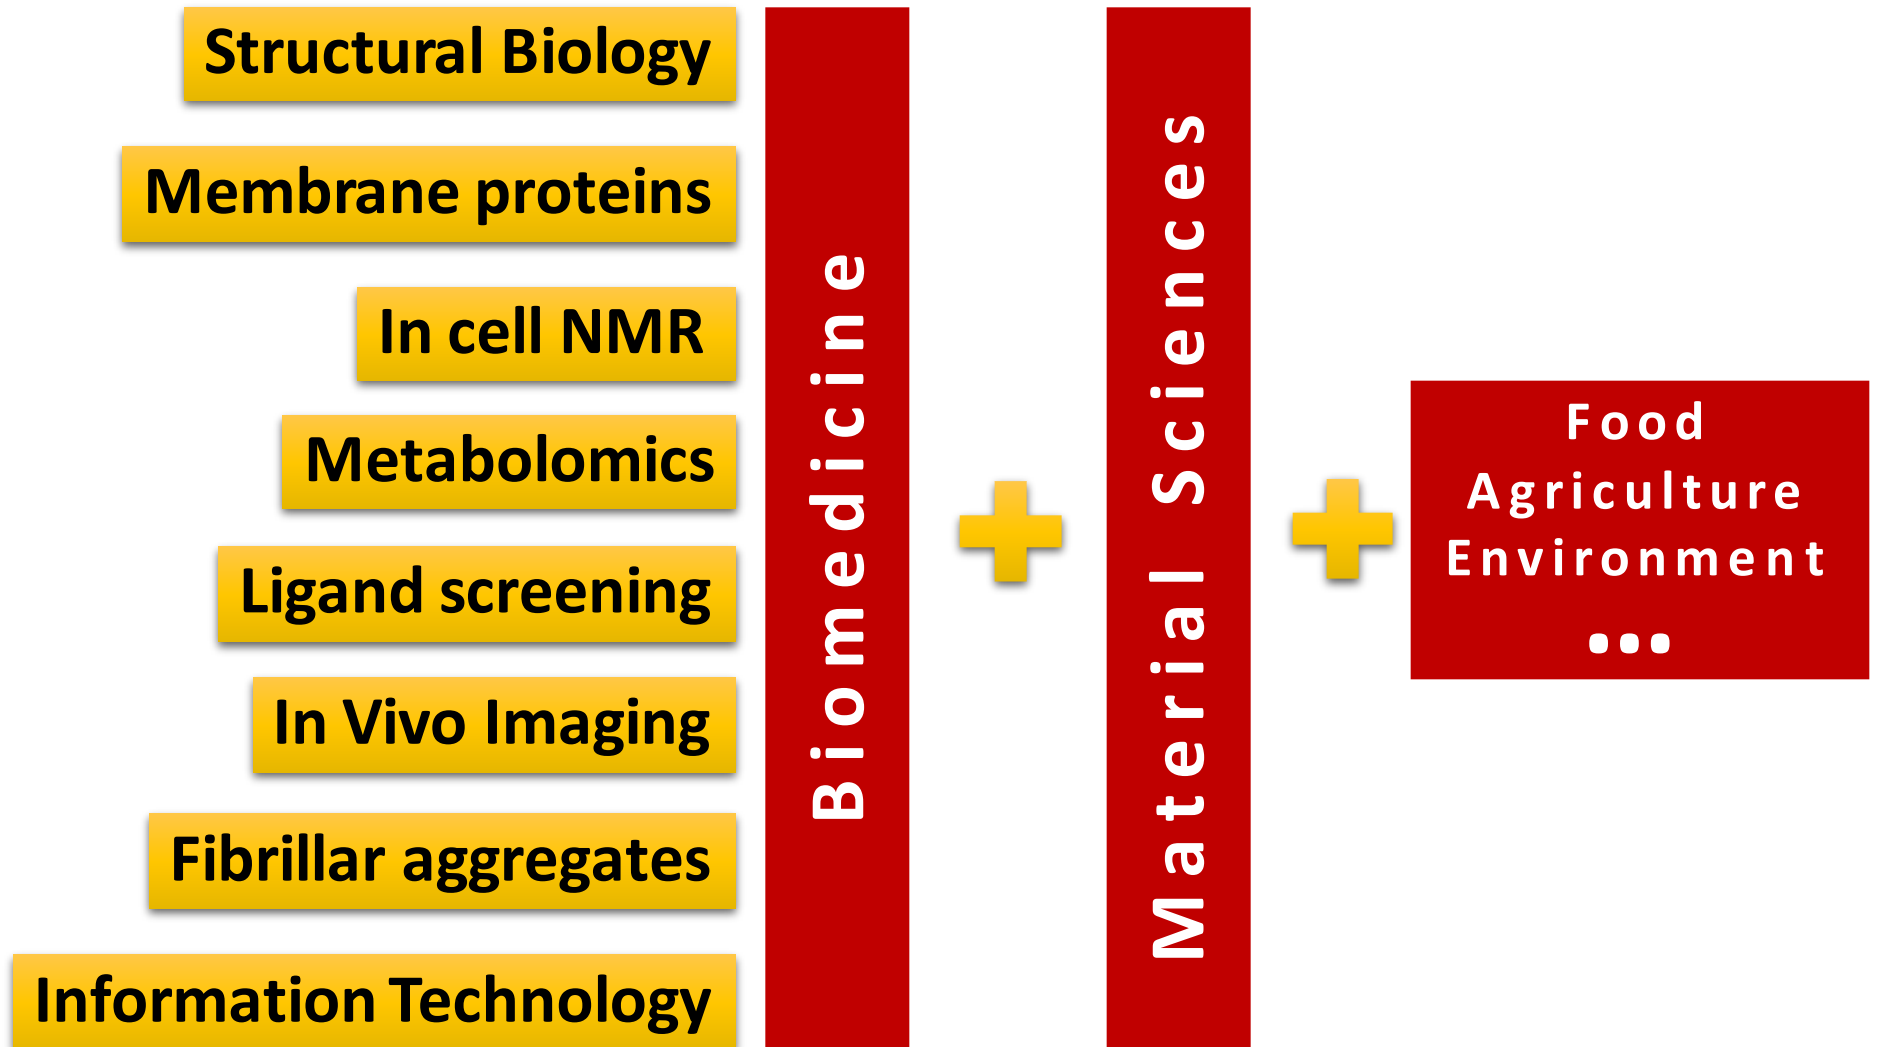 Structural Biology
Membrane proteins
In cell NMR
Metabolomics
Ligand screening
In Vivo Imaging
Fibrillar aggregates
Information Technology
Biomedicine
Material Sciences
Food
Agriculture
Environment
...